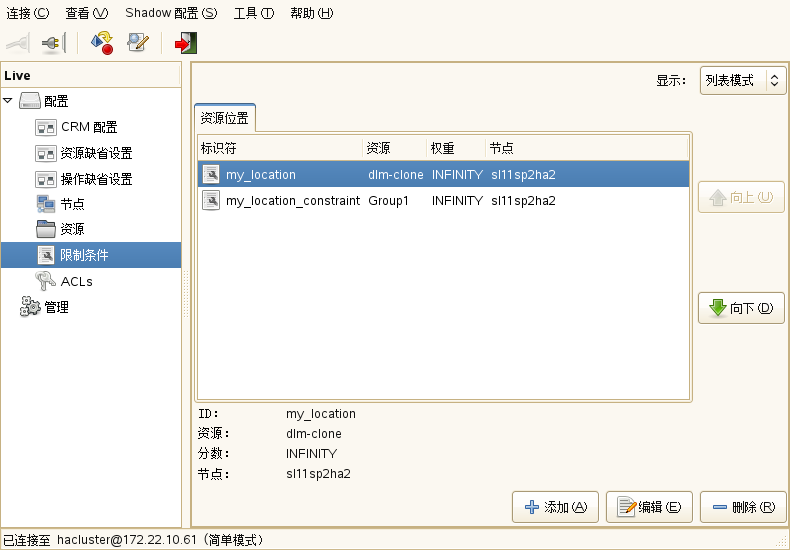 连接(C) 查看(V) Shadow 配置(S) 工具(T) 帮助(H)
Live
显示：
列表模式
配置
CRM 配置
资源缺省设置
操作缺省设置
节点
资源
限制条件
ACLs
管理
资源位置
标识符 资源 权重 节点
my_location dlm-clone INFINITY sl11sp2ha2
my_location_constraint Group1 INFINITY sl11sp2ha2
向上(U)
向下(D)
ID： my_location
资源： dlm-clone
分数： INFINITY
节点： sl11sp2ha2
添加(A) 编辑(E) 删除(R)
已连接至 hacluster@172.22.10.61（简单模式）